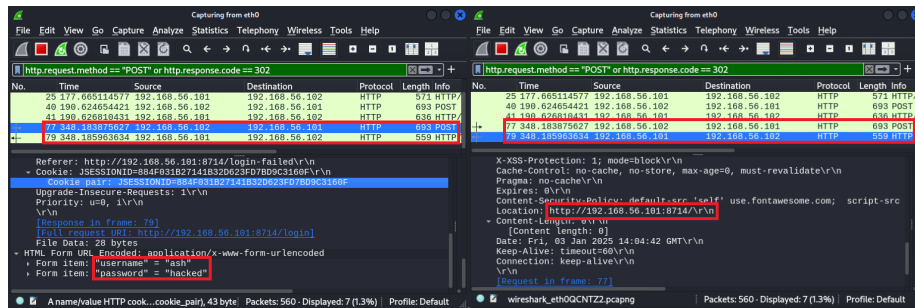 Capturing from eth0
File Edit View Go Capture Analyze Statistics Telephony Wireless Tools Help
http.request.method == "POST" or http.response.code == 302
No. Time Source Destination Protocol Length Info
25 177.665114577 192.168.56.101 192.168.56.102 HTTP 571 HTTP/
40 190.624654421 192.168.56.102 192.168.56.101 HTTP 693 POST
41 190.626810431 192.168.56.101 192.168.56.102 HTTP 636 HTTP/
77 348.183875627 192.168.56.102 192.168.56.101 HTTP 693 POST
79 348.185963634 192.168.56.101 192.168.56.102 HTTP 559 HTTP/
Referer: http://192.168.56.101:8714/login-failed\r\n
Cookie: JSESSIONID=884F031B27141B32D623FD7BD9C3160F\r\n
Cookie pair: JSESSIONID=884F031B27141B32D623FD7BD9C3160F
Upgrade-Insecure-Requests: 1\r\n
Priority: u=0, i\r\n
\r\n
[Response in frame: 79]
[Full request URI: http://192.168.56.101:8714/login]
File Data: 28 bytes
HTML Form URL Encoded: application/x-www-form-urlencoded
Form item: "username" = "ash"
Form item: "password" = "hacked"
A name/value HTTP cook...cookie_pair), 43 byte Packets: 560 · Displayed: 7 (1.3%) Profile: Default
Capturing from eth0
File Edit View Go Capture Analyze Statistics Telephony Wireless Tools Help
http.request.method == "POST" or http.response.code == 302
No. Time Source Destination Protocol Length Info
25 177.665114577 192.168.56.101 192.168.56.102 HTTP 571 HTTP/
40 190.624654421 192.168.56.102 192.168.56.101 HTTP 693 POST
41 190.626810431 192.168.56.101 192.168.56.102 HTTP 636 HTTP/
77 348.183875627 192.168.56.102 192.168.56.101 HTTP 693 POST
79 348.185963634 192.168.56.101 192.168.56.102 HTTP 559 HTTP/
X-XSS-Protection: 1; mode=block\r\n
Cache-Control: no-cache, no-store, max-age=0, must-revalidate\r\n
Pragma: no-cache\r\n
Expires: 0\r\n
Content-Security-Policy: default-src 'self' use.fontawesome.com; script-src
Location: http://192.168.56.101:8714/\r\n
Content-Length: 0\r\n
[Content length: 0]
Date: Fri, 03 Jan 2025 14:04:42 GMT\r\n
Keep-Alive: timeout=60\r\n
Connection: keep-alive\r\n
\r\n
[Request in frame: 77]
wireshark_eth0QCNTZ2.pcapng Packets: 560 · Displayed: 7 (1.3%) Profile: Default